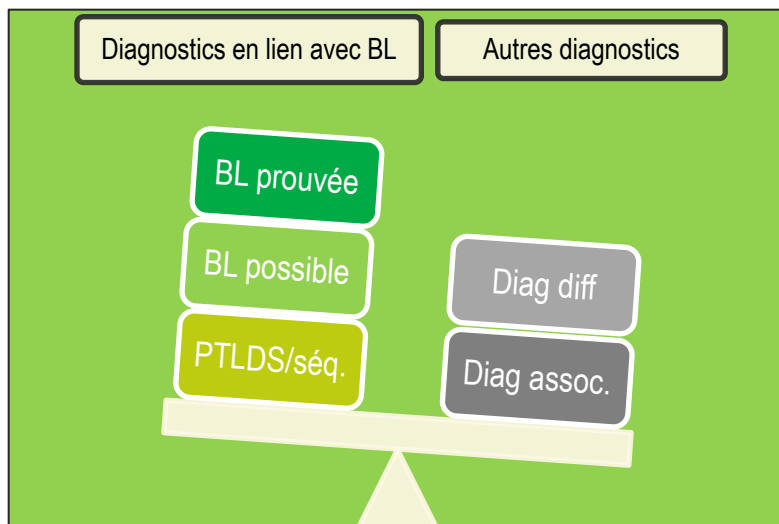 Diagnostics en lien avec BL
Autres diagnostics
BL prouvée
BL possible
PTLDS/séq.
Diag diff
Diag assoc.